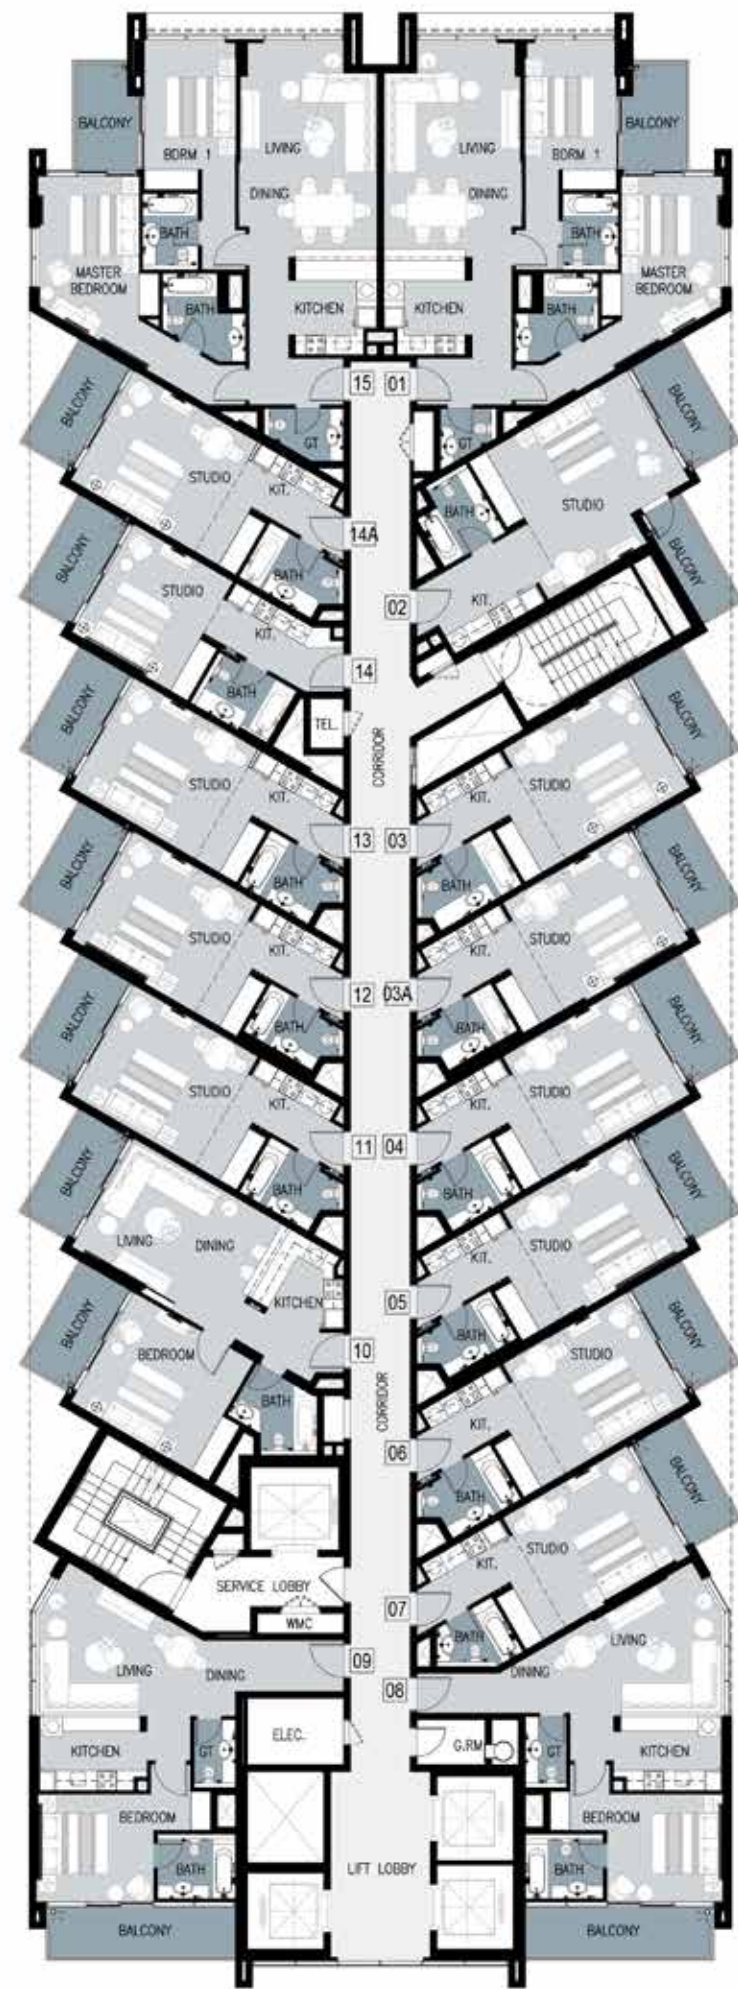 BALCONY
BDRM 1
LIVING
LIVING
BDRM 1
BALCONY
DINING
DINING
BATH
BATH
MASTER
BEDROOM
MASTER
BEDROOM
BATH
KITCHEN
KITCHEN
BATH
15
01
BALCONY
BALCONY
GT
GT
STUDIO
KIT.
BATH
STUDIO
14A
BALCONY
BALCONY
BATH
STUDIO
02
KIT.
KIT.
14
BATH
TEL.
BALCONY
CORRIDOR
BALCONY
STUDIO
KIT.
KIT.
STUDIO
13
03
BALCONY
BATH
BATH
BALCONY
STUDIO
KIT.
KIT.
STUDIO
12
03A
BALCONY
BATH
BATH
BALCONY
STUDIO
KIT.
KIT.
STUDIO
11
04
BALCONY
BATH
BATH
BALCONY
LIVING
DINING
KIT.
STUDIO
KITCHEN
05
BATH
BALCONY
BALCONY
BEDROOM
10
STUDIO
BATH
CORRIDOR
KIT.
06
BATH
BALCONY
KIT.
STUDIO
SERVICE LOBBY
07
WMC
BATH
LIVING
09
LIVING
DINING
DINING
08
ELEC.
G.RM
KITCHEN
GT
GT
KITCHEN
BEDROOM
BEDROOM
BATH
LIFT LOBBY
BATH
BALCONY
BALCONY